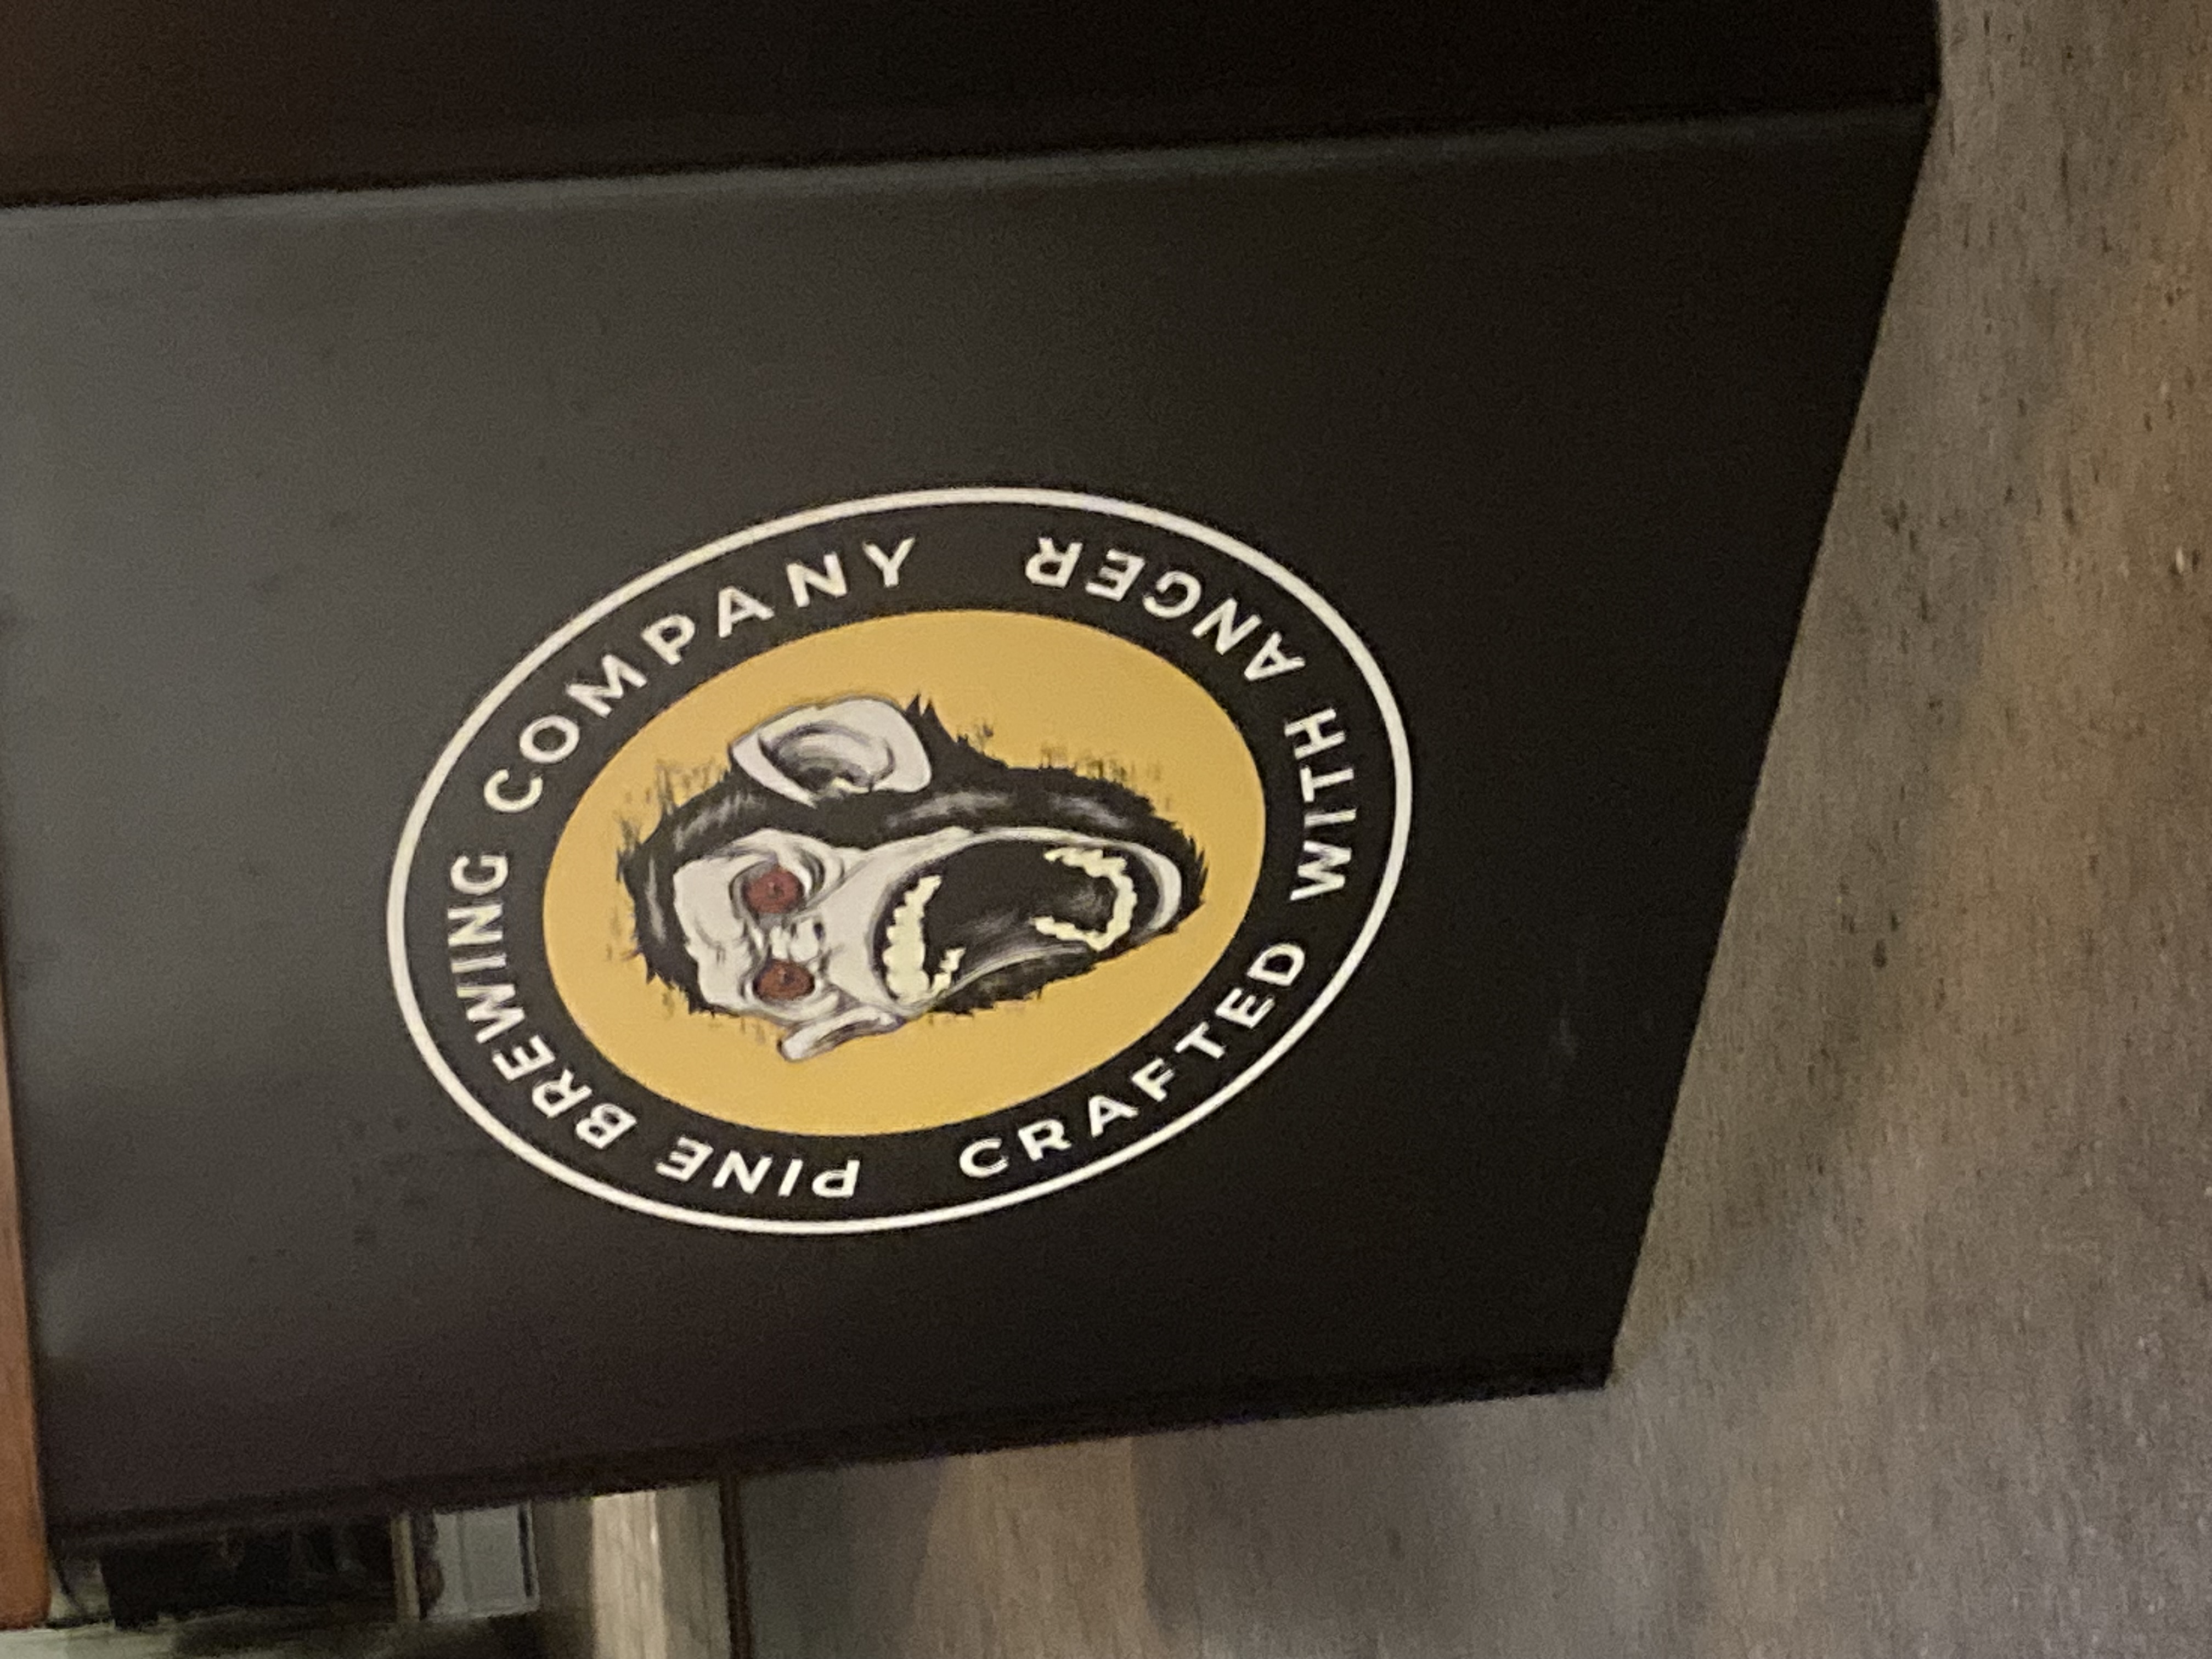 PINE BREWING COMPANY
CRAFTED WITH ANGER